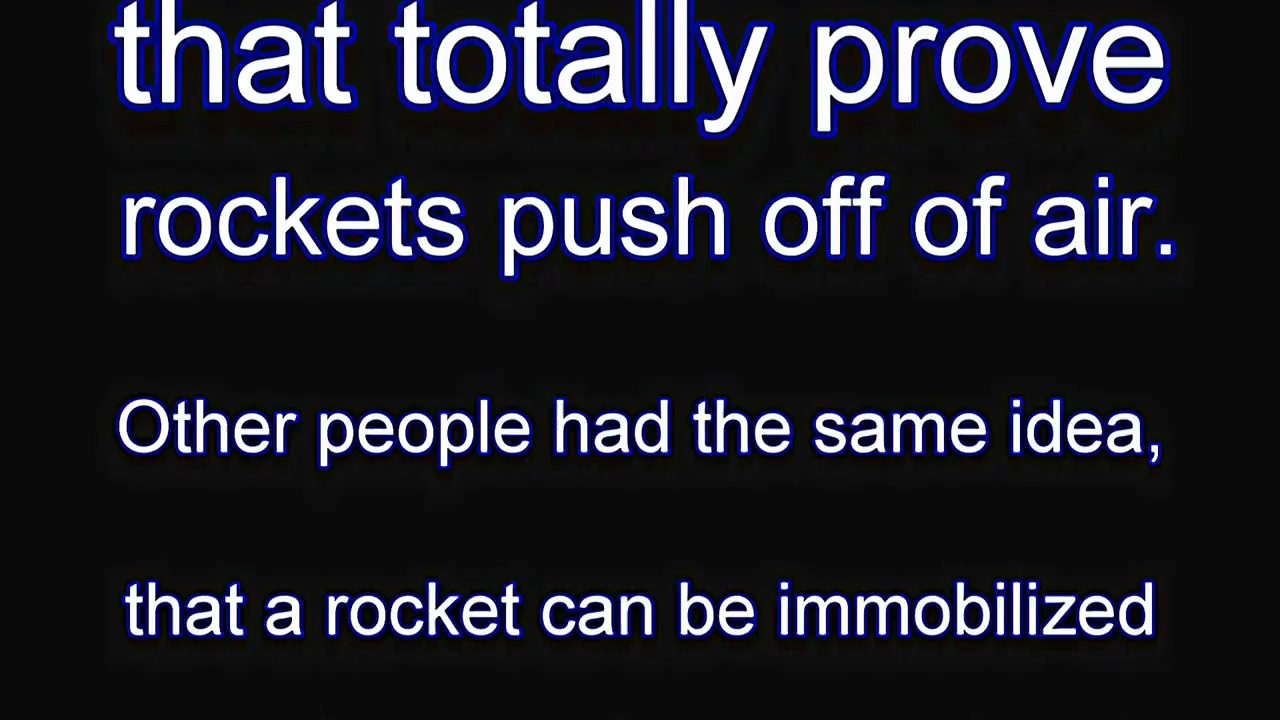 that totally prove
rockets push off of air.
Other people had the same idea,
that a rocket can be immobilized